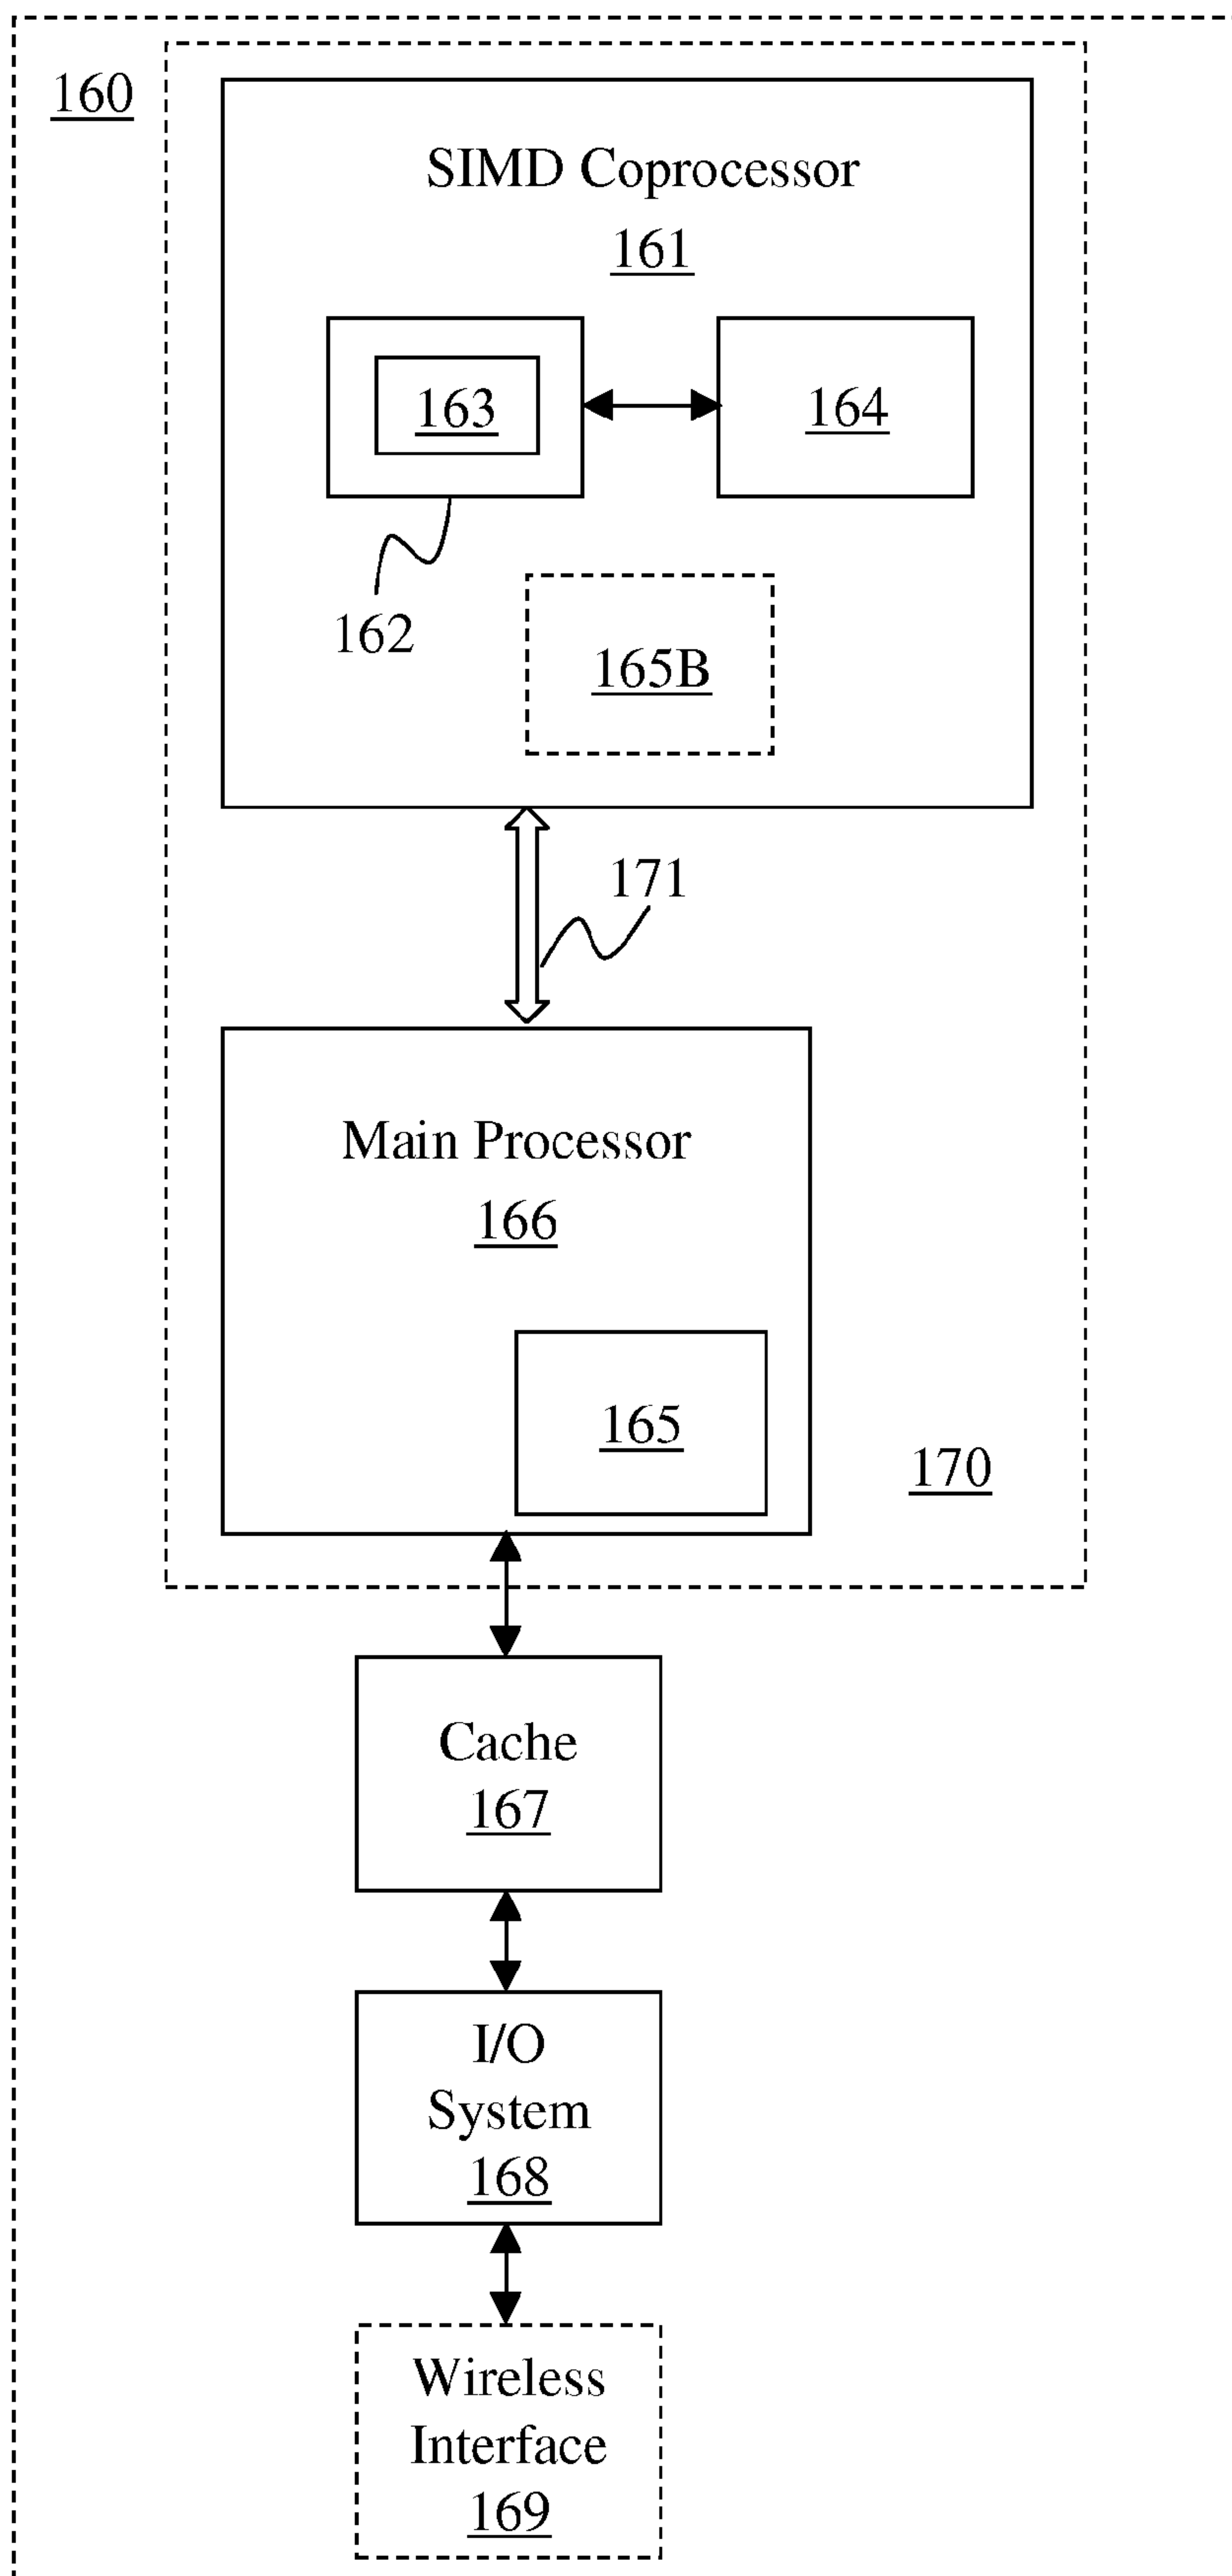 160
SIMD Coprocessor
161
163
164
162
165B
171
Main Processor
166
165
170
Cache
167
I/O
System
168
Wireless
Interface
169